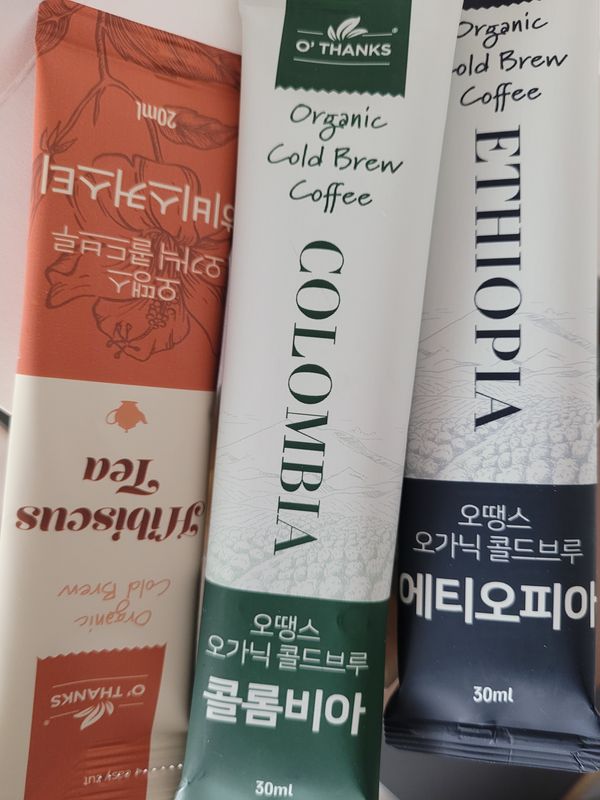 O' THANKS
Organic
Cold Brew
Hibiscus
Tea
오땡스
오가닉 콜드브루
히비스커스티
20ml
O' THANKS
Organic
Cold Brew
Coffee
COLOMBIA
오땡스
오가닉 콜드브루
콜롬비아
30ml
Organic
Cold Brew
Coffee
ETHIOPIA
오땡스
오가닉 콜드브루
에티오피아
30ml